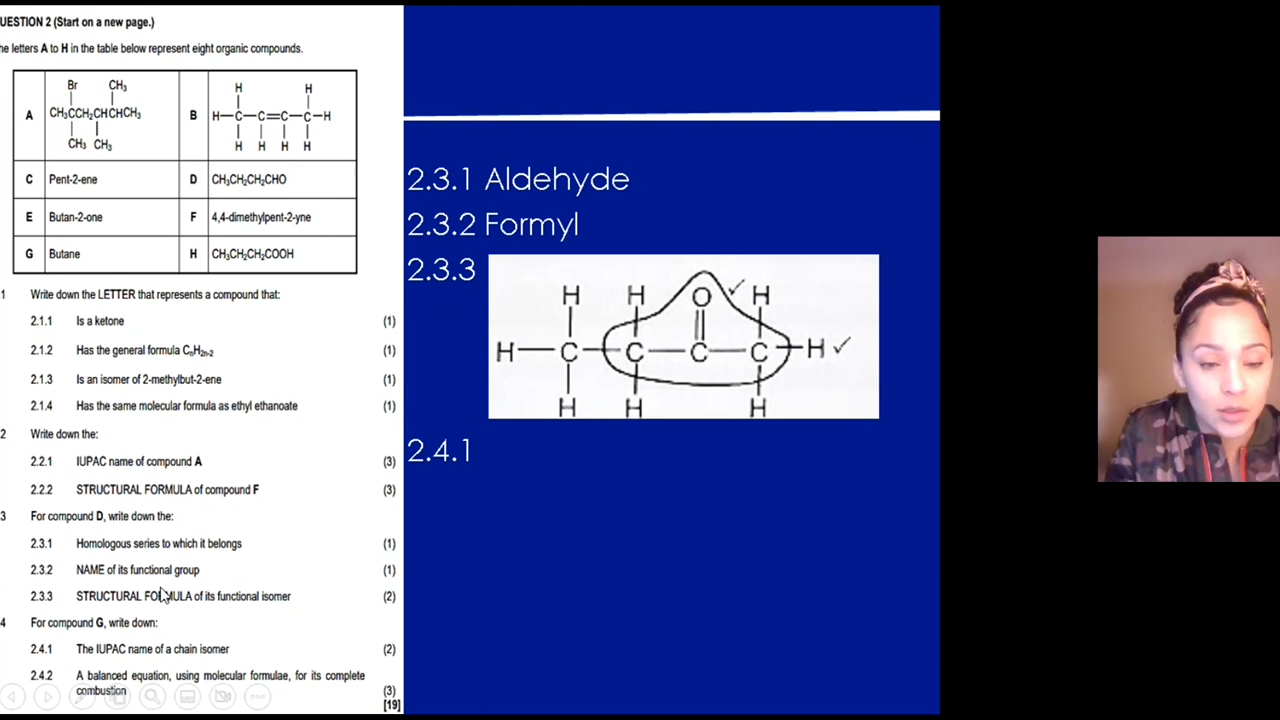 UESTION 2 (Start on a new page.)
he letters A to H in the table below represent eight organic compounds.
Br CH₃
A CH₃CCH₂CHCHCH₃
CH₃ CH₃
H H
B H—C—C=C—C—H
H H H H
C Pent-2-ene D CH₃CH₂CH₂CHO
E Butan-2-one F 4,4-dimethylpent-2-yne
G Butane H CH₃CH₂CH₂COOH
1 Write down the LETTER that represents a compound that:
2.1.1 Is a ketone (1)
2.1.2 Has the general formula CₙH₂ₙ₋₂ (1)
2.1.3 Is an isomer of 2-methylbut-2-ene (1)
2.1.4 Has the same molecular formula as ethyl ethanoate (1)
2 Write down the:
2.2.1 IUPAC name of compound A (3)
2.2.2 STRUCTURAL FORMULA of compound F (3)
3 For compound D, write down the:
2.3.1 Homologous series to which it belongs (1)
2.3.2 NAME of its functional group (1)
2.3.3 STRUCTURAL FORMULA of its functional isomer (2)
4 For compound G, write down:
2.4.1 The IUPAC name of a chain isomer (2)
2.4.2 A balanced equation, using molecular formulae, for its complete
combustion (3)
[19]
2.3.1 Aldehyde
2.3.2 Formyl
2.3.3
H H O ✓ H
H—C—C—C—C—H ✓
H H H
2.4.1